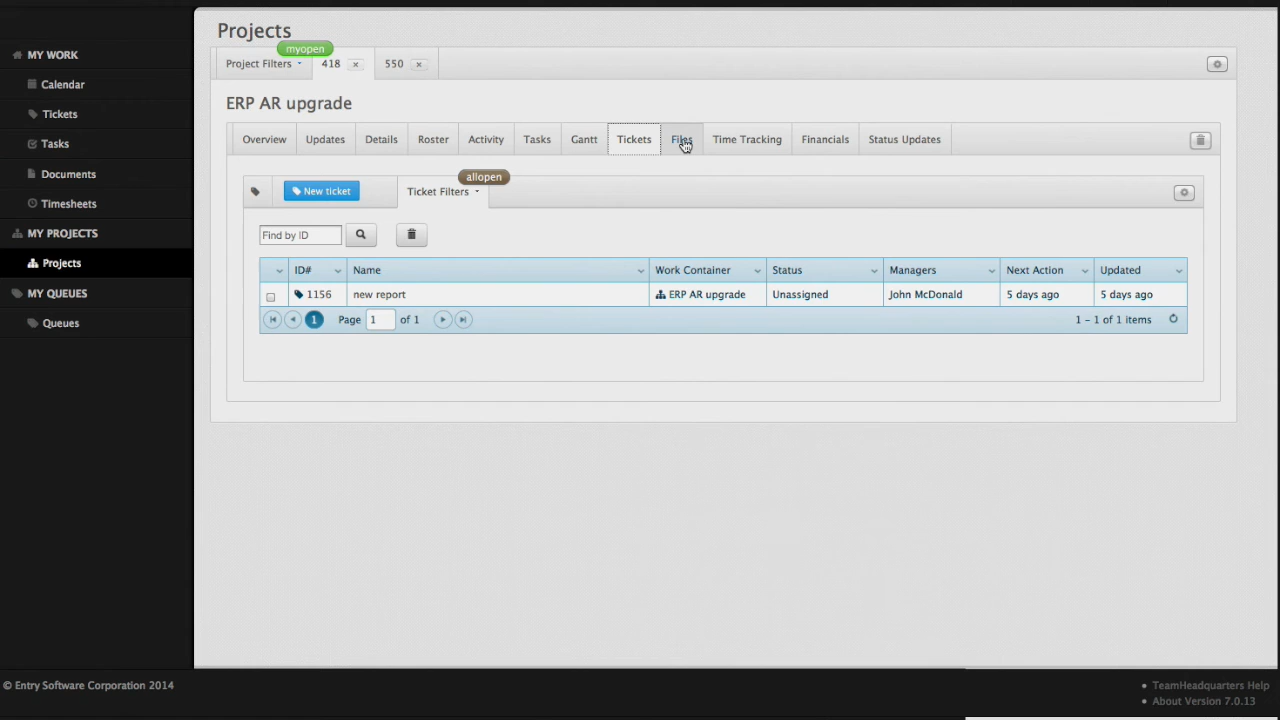 Projects
MY WORK
Calendar
Tickets
Tasks
Documents
Timesheets
MY PROJECTS
Projects
MY QUEUES
Queues
myopen
Project Filters 418 × 550 ×
ERP AR upgrade
Overview Updates Details Roster Activity Tasks Gantt Tickets Files Time Tracking Financials Status Updates
allopen
New ticket Ticket Filters
Find by ID
ID# Name Work Container Status Managers Next Action Updated
1156 new report ERP AR upgrade Unassigned John McDonald 5 days ago 5 days ago
1 Page 1 of 1 1 – 1 of 1 items
© Entry Software Corporation 2014
• TeamHeadquarters Help
• About Version 7.0.13